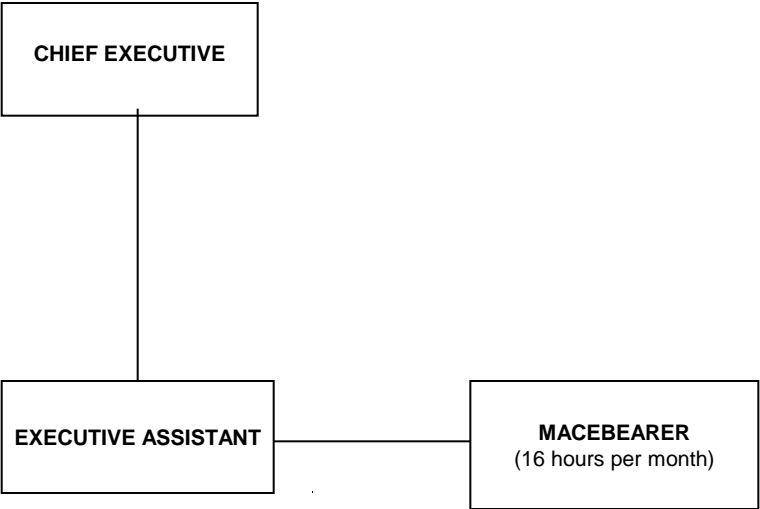 CHIEF EXECUTIVE
EXECUTIVE ASSISTANT
MACEBEARER
(16 hours per month)